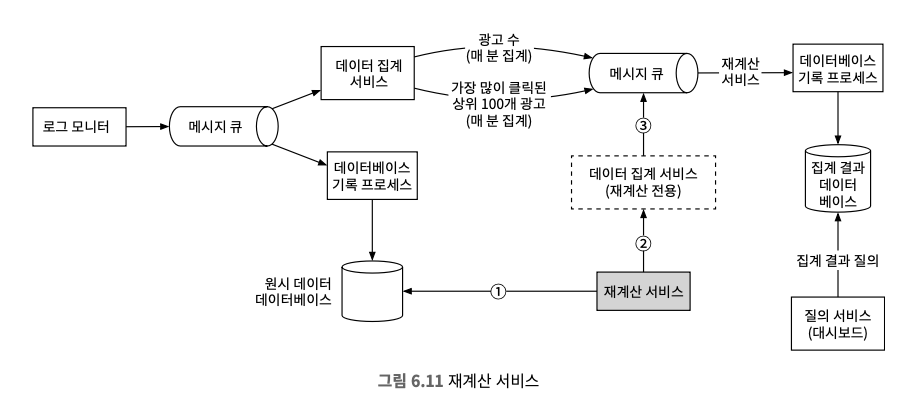 로그 모니터
메시지 큐
데이터 집계
서비스
데이터베이스
기록 프로세스
원시 데이터
데이터베이스
광고 수
(매 분 집계)
가장 많이 클릭된
상위 100개 광고
(매 분 집계)
메시지 큐
③
데이터 집계 서비스
(재계산 전용)
②
재계산 서비스
①
재계산
서비스
데이터베이스
기록 프로세스
집계 결과
데이터
베이스
집계 결과 질의
질의 서비스
(대시보드)
그림 6.11 재계산 서비스